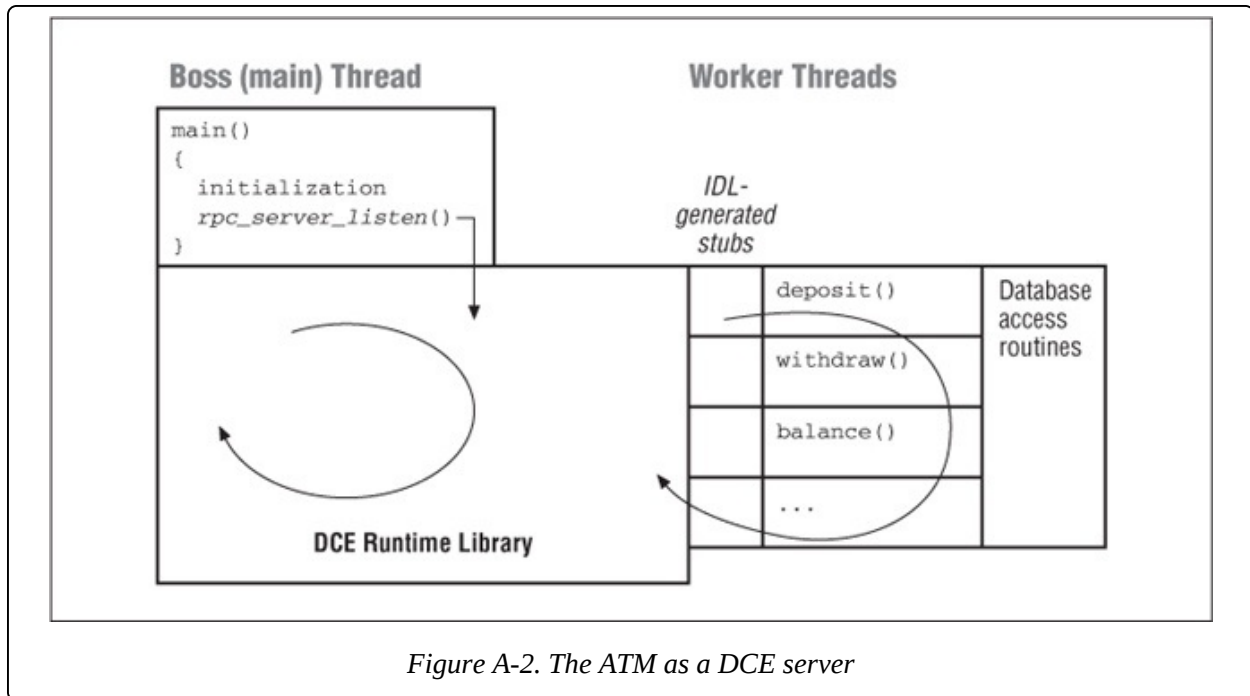 Boss (main) Thread
Worker Threads
main()
{
initialization
rpc_server_listen()
}
IDL-
generated
stubs
deposit()
withdraw()
balance()
...
Database
access
routines
DCE Runtime Library
Figure A-2. The ATM as a DCE server